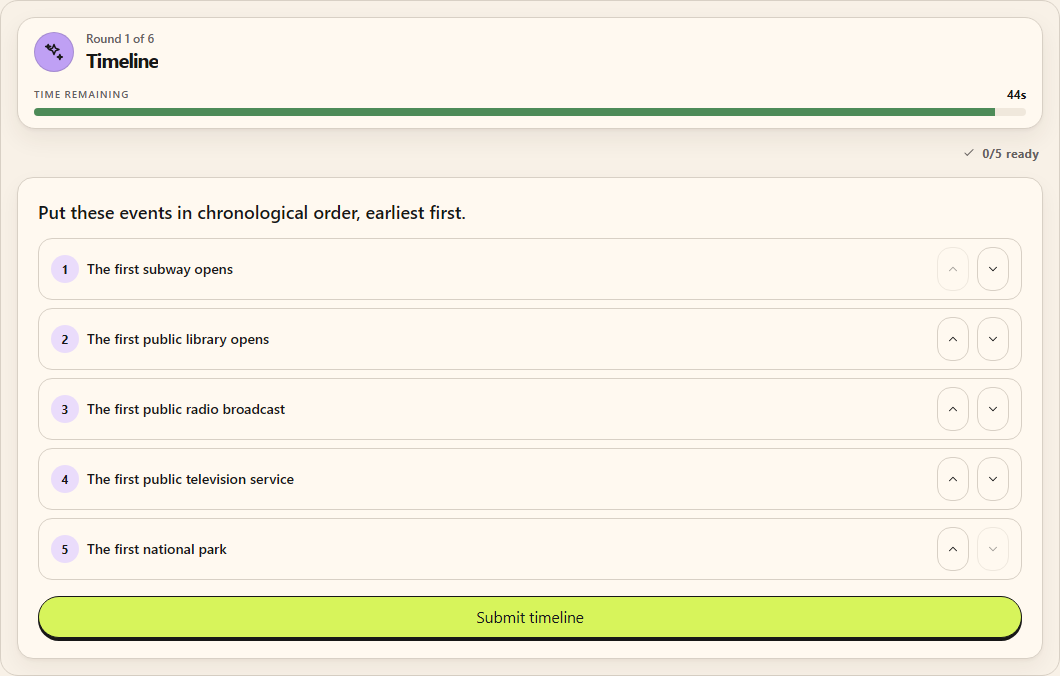 Round 1 of 6
Timeline
TIME REMAINING
44s
0/5 ready
Put these events in chronological order, earliest first.
1 The first subway opens
2 The first public library opens
3 The first public radio broadcast
4 The first public television service
5 The first national park
Submit timeline